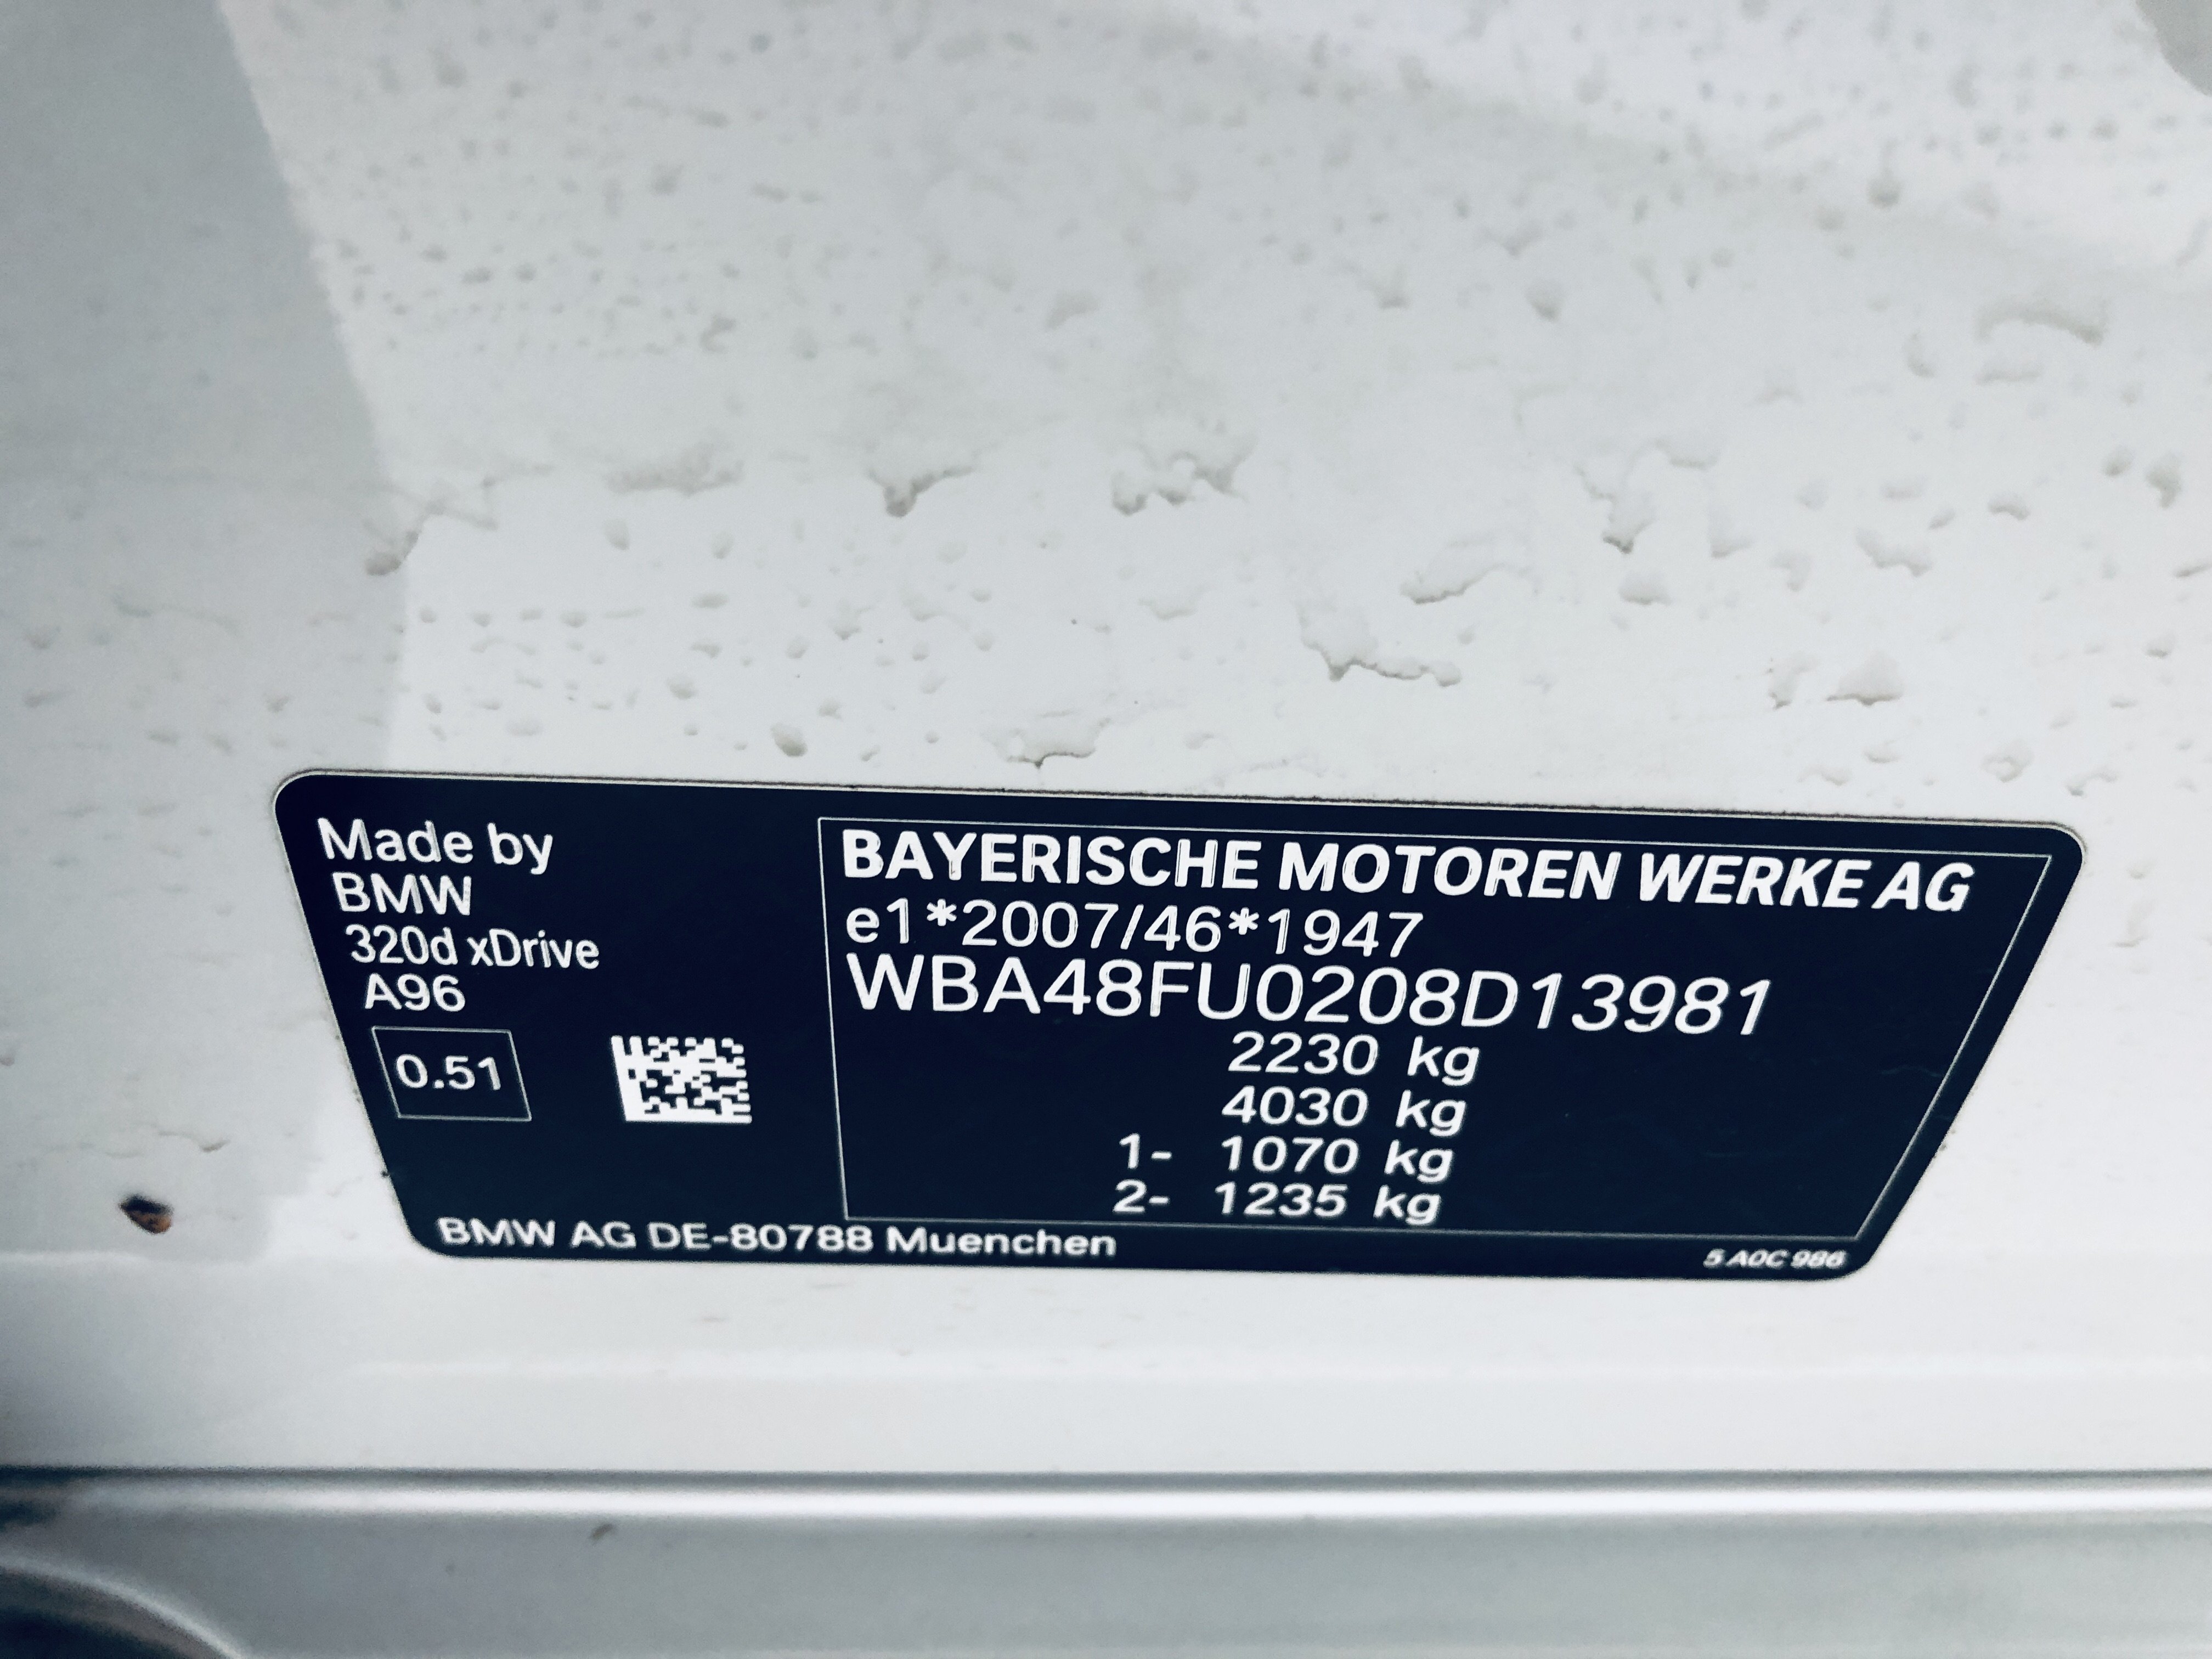 Made by
BMW
320d xDrive
A96
0.51
BAYERISCHE MOTOREN WERKE AG
e1*2007/46*1947
WBA48FU0208D13981
2230 kg
4030 kg
1- 1070 kg
2- 1235 kg
BMW AG DE-80788 Muenchen
5 A0C 986